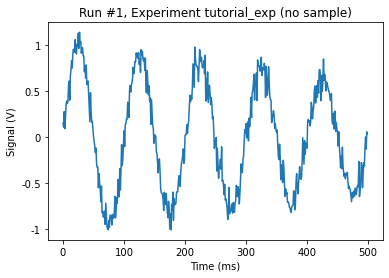 Run #1, Experiment tutorial_exp (no sample)
Signal (V)
1
0.5
0
-0.5
-1
0 100 200 300 400 500
Time (ms)